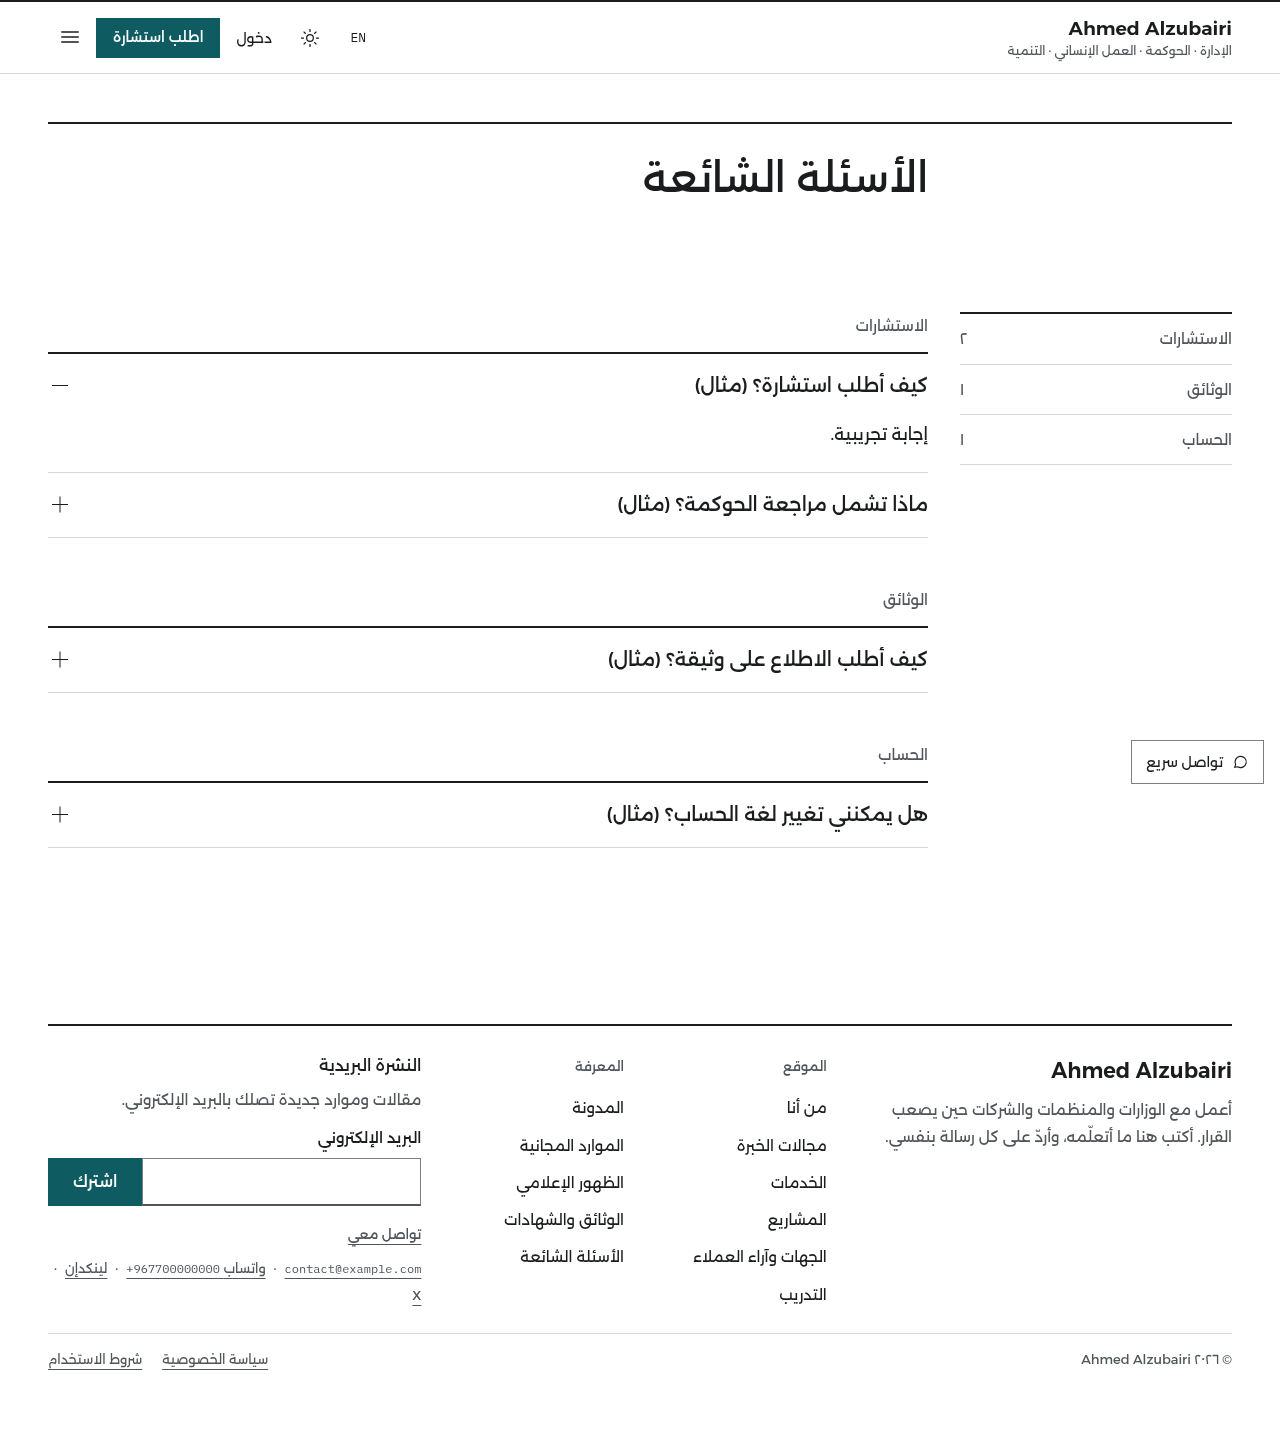 Ahmed Alzubairi
الإدارة · الحوكمة · العمل الإنساني · التنمية
EN
دخول
اطلب استشارة
الأسئلة الشائعة
الاستشارات ٢
الوثائق ١
الحساب ١
الاستشارات
كيف أطلب استشارة؟ (مثال)
إجابة تجريبية.
ماذا تشمل مراجعة الحوكمة؟ (مثال)
الوثائق
كيف أطلب الاطلاع على وثيقة؟ (مثال)
الحساب
هل يمكنني تغيير لغة الحساب؟ (مثال)
تواصل سريع
Ahmed Alzubairi
أعمل مع الوزارات والمنظمات والشركات حين يصعب
القرار. أكتب هنا ما أتعلّمه، وأردّ على كل رسالة بنفسي.
الموقع
من أنا
مجالات الخبرة
الخدمات
المشاريع
الجهات وآراء العملاء
التدريب
المعرفة
المدونة
الموارد المجانية
الظهور الإعلامي
الوثائق والشهادات
الأسئلة الشائعة
النشرة البريدية
مقالات وموارد جديدة تصلك بالبريد الإلكتروني.
البريد الإلكتروني
اشترك
تواصل معي
contact@example.com · واتساب +967700000000 · لينكدإن ·
X
© ٢٠٢٦ Ahmed Alzubairi
سياسة الخصوصية
شروط الاستخدام